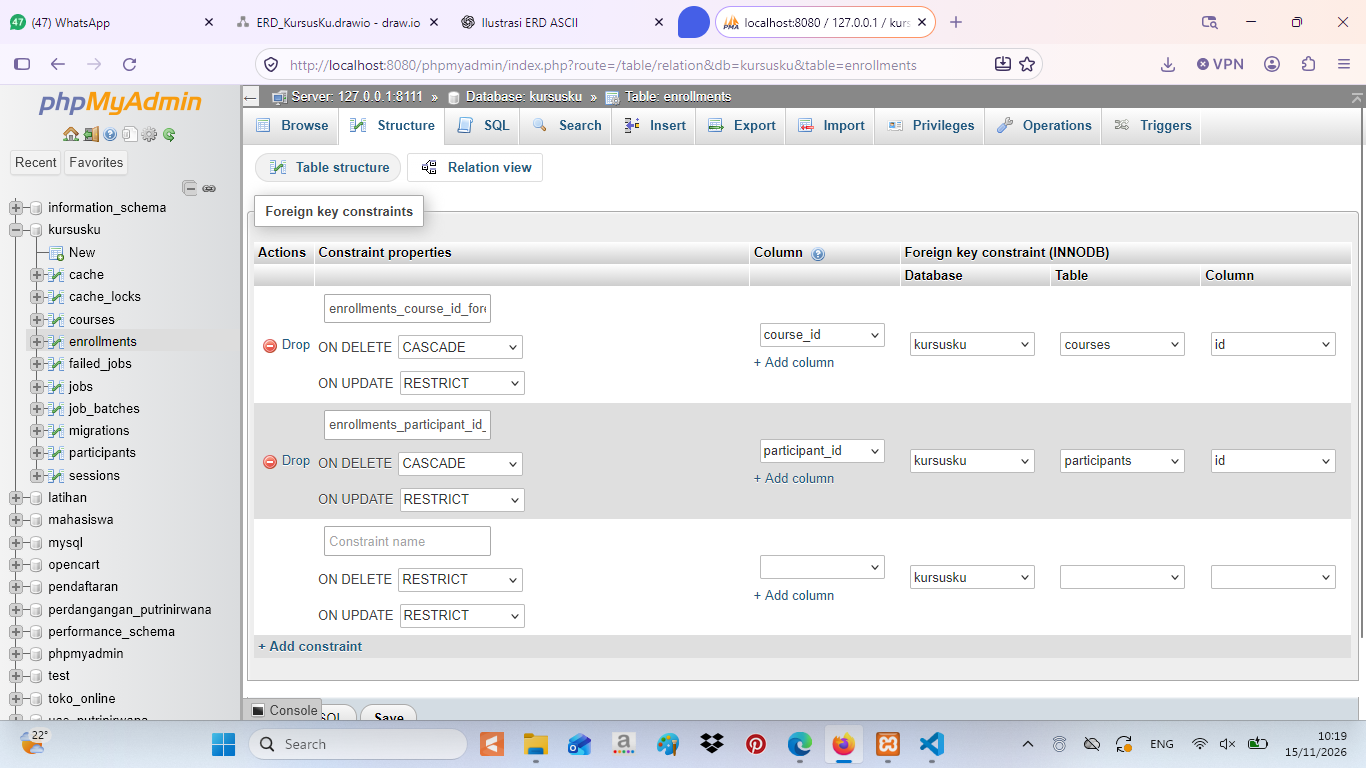 47 (47) WhatsApp ERD_KursusKu.drawio - draw.io Ilustrasi ERD ASCII PMA localhost:8080 / 127.0.0.1 / kurs
http://localhost:8080/phpmyadmin/index.php?route=/table/relation&db=kursusku&table=enrollments VPN
phpMyAdmin
Recent Favorites
information_schema
kursusku
New
cache
cache_locks
courses
enrollments
failed_jobs
jobs
job_batches
migrations
participants
sessions
latihan
mahasiswa
mysql
opencart
pendaftaran
perdangangan_putrinirwana
performance_schema
phpmyadmin
test
toko_online
Server: 127.0.0.1:8111 » Database: kursusku » Table: enrollments
Browse Structure SQL Search Insert Export Import Privileges Operations Triggers
Table structure Relation view
Foreign key constraints
Actions Constraint properties Column Foreign key constraint (INNODB)
Database Table Column
enrollments_course_id_fore
Drop ON DELETE CASCADE course_id kursusku courses id
+ Add column
ON UPDATE RESTRICT
enrollments_participant_id_
Drop ON DELETE CASCADE participant_id kursusku participants id
+ Add column
ON UPDATE RESTRICT
Constraint name
ON DELETE RESTRICT kursusku
+ Add column
ON UPDATE RESTRICT
+ Add constraint
Console SQL Save
22° Search ENG 10:19
15/11/2026